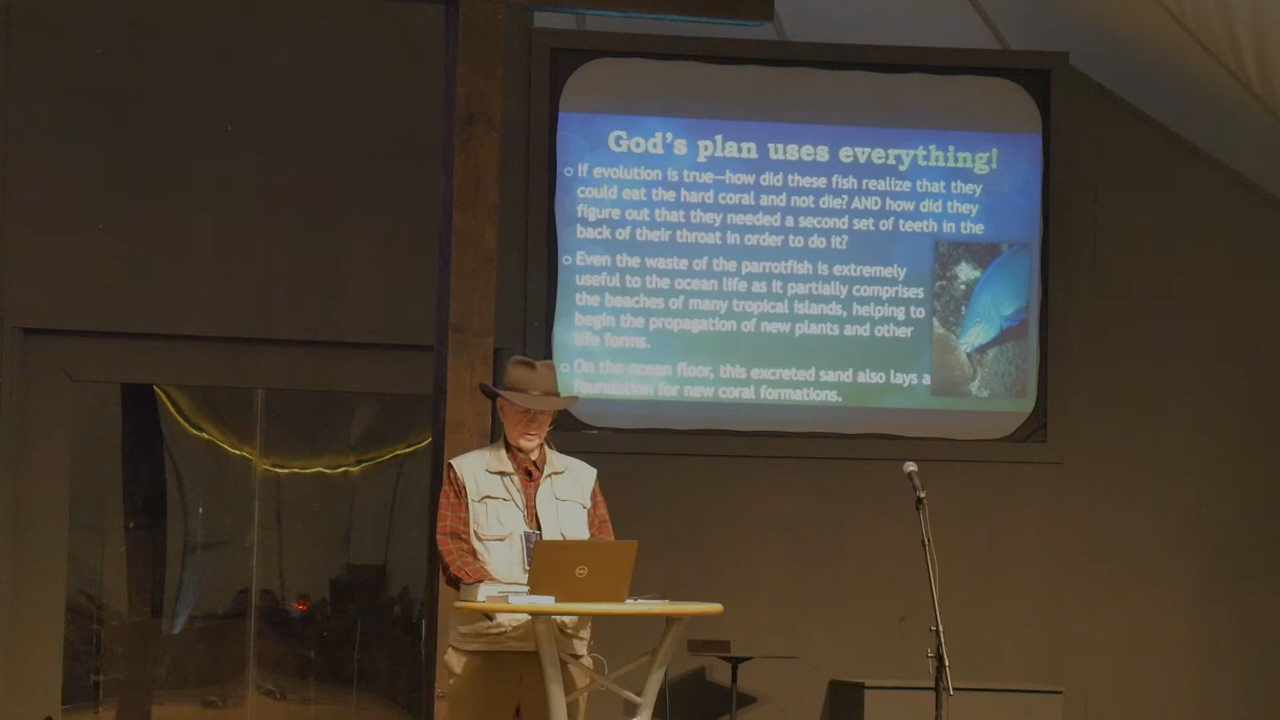 God's plan uses everything!
If evolution is true—how did these fish realize that they
could eat the hard coral and not die? AND how did they
figure out that they needed a second set of teeth in the
back of their throat in order to do it?
Even the waste of the parrotfish is extremely
useful to the ocean life as it partially comprises
the beaches of many tropical islands, helping to
begin the propagation of new plants and other
life forms.
On the ocean floor, this excreted sand also lays a
foundation for new coral formations.
DELL